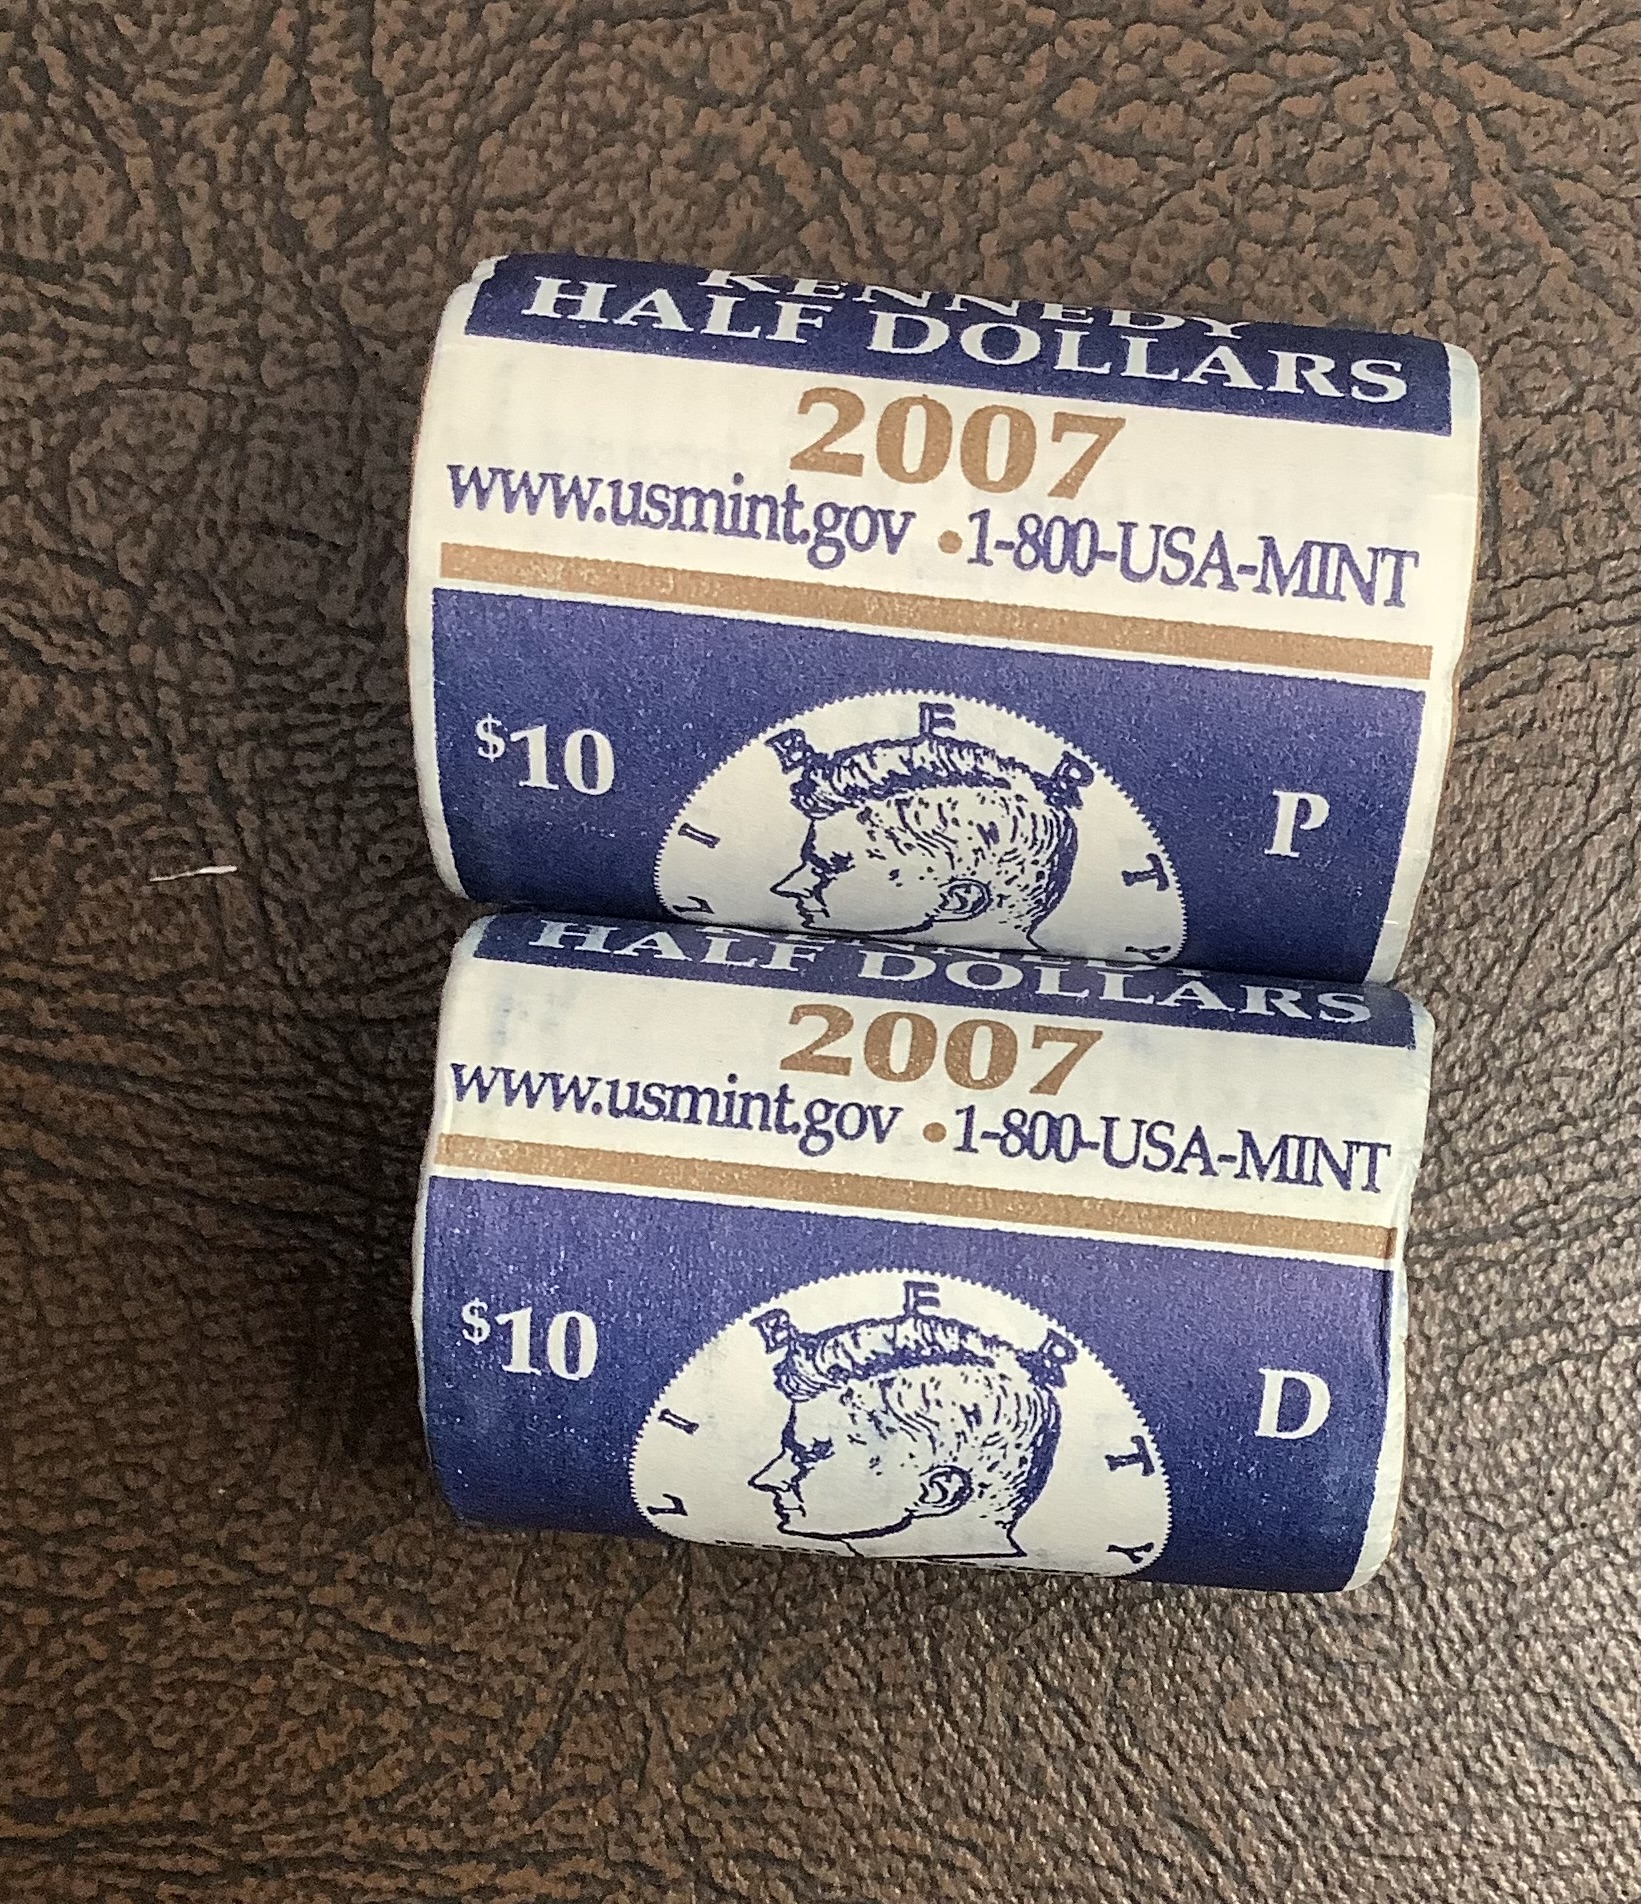 KENNEDY
HALF DOLLARS
2007
www.usmint.gov • 1-800-USA-MINT
$10
LIBERTY
P
KENNEDY
HALF DOLLARS
2007
www.usmint.gov • 1-800-USA-MINT
$10
LIBERTY
D